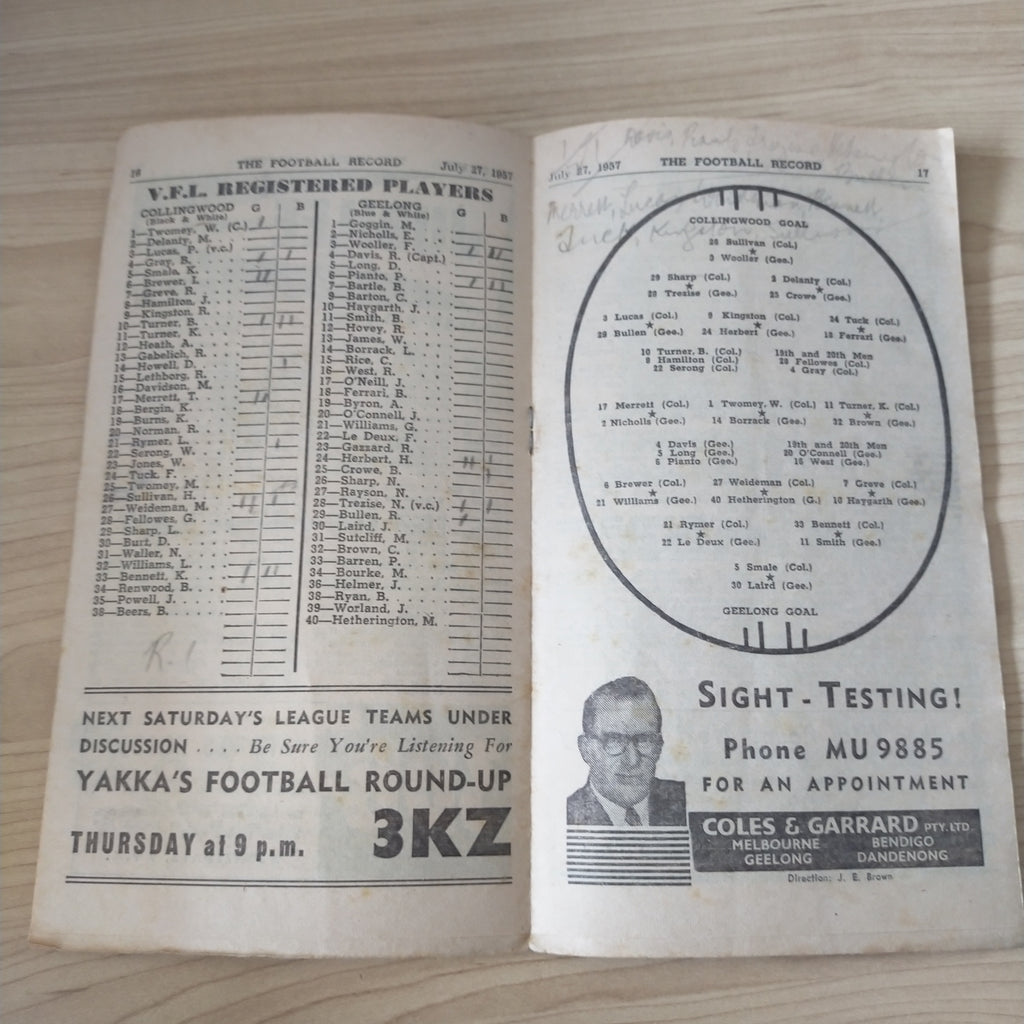 16 THE FOOTBALL RECORD July 27, 1957
V.F.L. REGISTERED PLAYERS
COLLINGWOOD G B
(Black & White)
1—Twomey, W. (C.)
2—Delanty, M.
3—Lucas, P. (v.c.)
4—Gray, B.
5—Smale, K.
6—Brewer, I.
7—Greve, R.
8—Hamilton, J.
9—Kingston, R.
10—Turner, B.
11—Turner, K.
12—Heath, A.
13—Gabelich, R.
14—Howell, D.
15—Lethborg, R.
16—Davidson, M.
17—Merrett, T.
18—Bergin, K.
19—Burns, K.
20—Norman, R.
21—Rymer, L.
22—Serong, W.
23—Jones, W.
24—Tuck, F.
25—Twomey, M.
26—Sullivan, H.
27—Weideman, M.
28—Fellowes, G.
29—Sharp, L.
30—Burt, D.
31—Waller, N.
32—Williams, L.
33—Bennett, K.
34—Renwood, B.
35—Powell, J.
38—Beers, B.
GEELONG G B
(Blue & White)
1—Goggin, M.
2—Nicholls, E.
3—Wooller, F.
4—Davis, R. (Capt.)
5—Long, D.
6—Pianto, P.
7—Bartle, B.
9—Barton, C.
10—Haygarth, J.
11—Smith, B.
12—Hovey, R.
13—James, W.
14—Borrack, L.
15—Rice, C.
16—West, R.
17—O'Neill, J.
18—Ferrari, B.
19—Byron, A.
20—O'Connell, J.
21—Williams, G.
22—Le Deux, F.
23—Gazzard, R.
24—Herbert, H.
25—Crowe, B.
26—Sharp, N.
27—Rayson, N.
28—Trezise, N. (v.c.)
29—Bullen, R.
30—Laird, J.
31—Sutcliff, M.
32—Brown, C.
33—Barren, P.
34—Bourke, M.
36—Helmer, J.
38—Ryan, B.
39—Worland, J.
40—Hetherington, M.
NEXT SATURDAY'S LEAGUE TEAMS UNDER
DISCUSSION .... Be Sure You're Listening For
YAKKA'S FOOTBALL ROUND-UP
THURSDAY at 9 p.m. 3KZ
July 27, 1957 THE FOOTBALL RECORD 17
Merrett, Lucas
Tuck, Kingston
COLLINGWOOD GOAL
26 Sullivan (Col.)
3 Wooller (Gee.)
29 Sharp (Col.) 2 Delanty (Col.)
28 Trezise (Gee.) 25 Crowe (Gee.)
3 Lucas (Col.) 9 Kingston (Col.) 24 Tuck (Col.)
29 Bullen (Gee.) 24 Herbert (Gee.) 18 Ferrari (Gee.)
10 Turner, B. (Col.) 19th and 20th Men
8 Hamilton (Col.) 28 Fellowes (Col.)
22 Serong (Col.) 4 Gray (Col.)
17 Merrett (Col.) 1 Twomey, W. (Col.) 11 Turner, K. (Col.)
2 Nicholls (Gee.) 14 Borrack (Gee.) 32 Brown (Gee.)
4 Davis (Gee.) 19th and 20th Men
5 Long (Gee.) 20 O'Connell (Gee.)
6 Pianto (Gee.) 16 West (Gee.)
6 Brewer (Col.) 27 Weideman (Col.) 7 Greve (Col.)
21 Williams (Gee.) 40 Hetherington (G.) 10 Haygarth (Gee.)
21 Rymer (Col.) 33 Bennett (Col.)
22 Le Deux (Gee.) 11 Smith (Gee.)
5 Smale (Col.)
30 Laird (Gee.)
GEELONG GOAL
SIGHT-TESTING!
Phone MU 9885
FOR AN APPOINTMENT
COLES & GARRARD PTY. LTD.
MELBOURNE BENDIGO
GEELONG DANDENONG
Direction: J. E. Brown